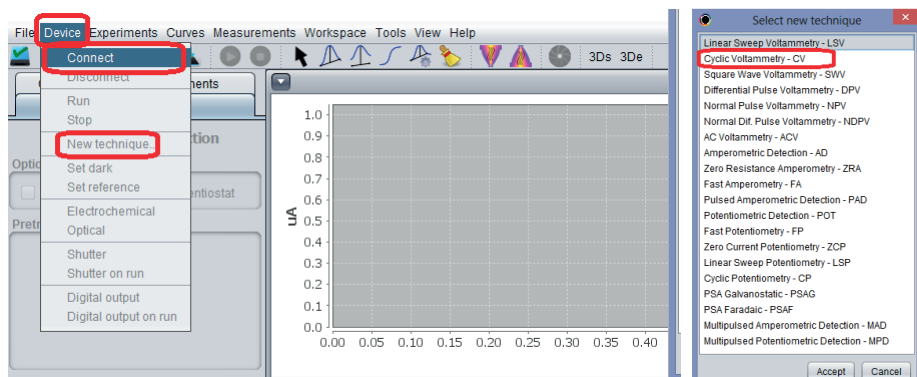 File Device Experiments Curves Measurements Workspace Tools View Help
3Ds 3De
Connect
Disconnect
Run
Stop
New technique..
Set dark
Set reference
Electrochemical
Optical
Shutter
Shutter on run
Digital output
Digital output on run
uA
1.0
0.9
0.8
0.7
0.6
0.5
0.4
0.3
0.2
0.1
0.0
0.00 0.05 0.10 0.15 0.20 0.25 0.30 0.35 0.40
Select new technique
Linear Sweep Voltammetry - LSV
Cyclic Voltammetry - CV
Square Wave Voltammetry - SWV
Differential Pulse Voltammetry - DPV
Normal Pulse Voltammetry - NPV
Normal Dif. Pulse Voltammetry - NDPV
AC Voltammetry - ACV
Amperometric Detection - AD
Zero Resistance Amperometry - ZRA
Fast Amperometry - FA
Pulsed Amperometric Detection - PAD
Potentiometric Detection - POT
Fast Potentiometry - FP
Zero Current Potentiometry - ZCP
Linear Sweep Potentiometry - LSP
Cyclic Potentiometry - CP
PSA Galvanostatic - PSAG
PSA Faradaic - PSAF
Multipulsed Amperometric Detection - MAD
Multipulsed Potentiometric Detection - MPD
Accept Cancel